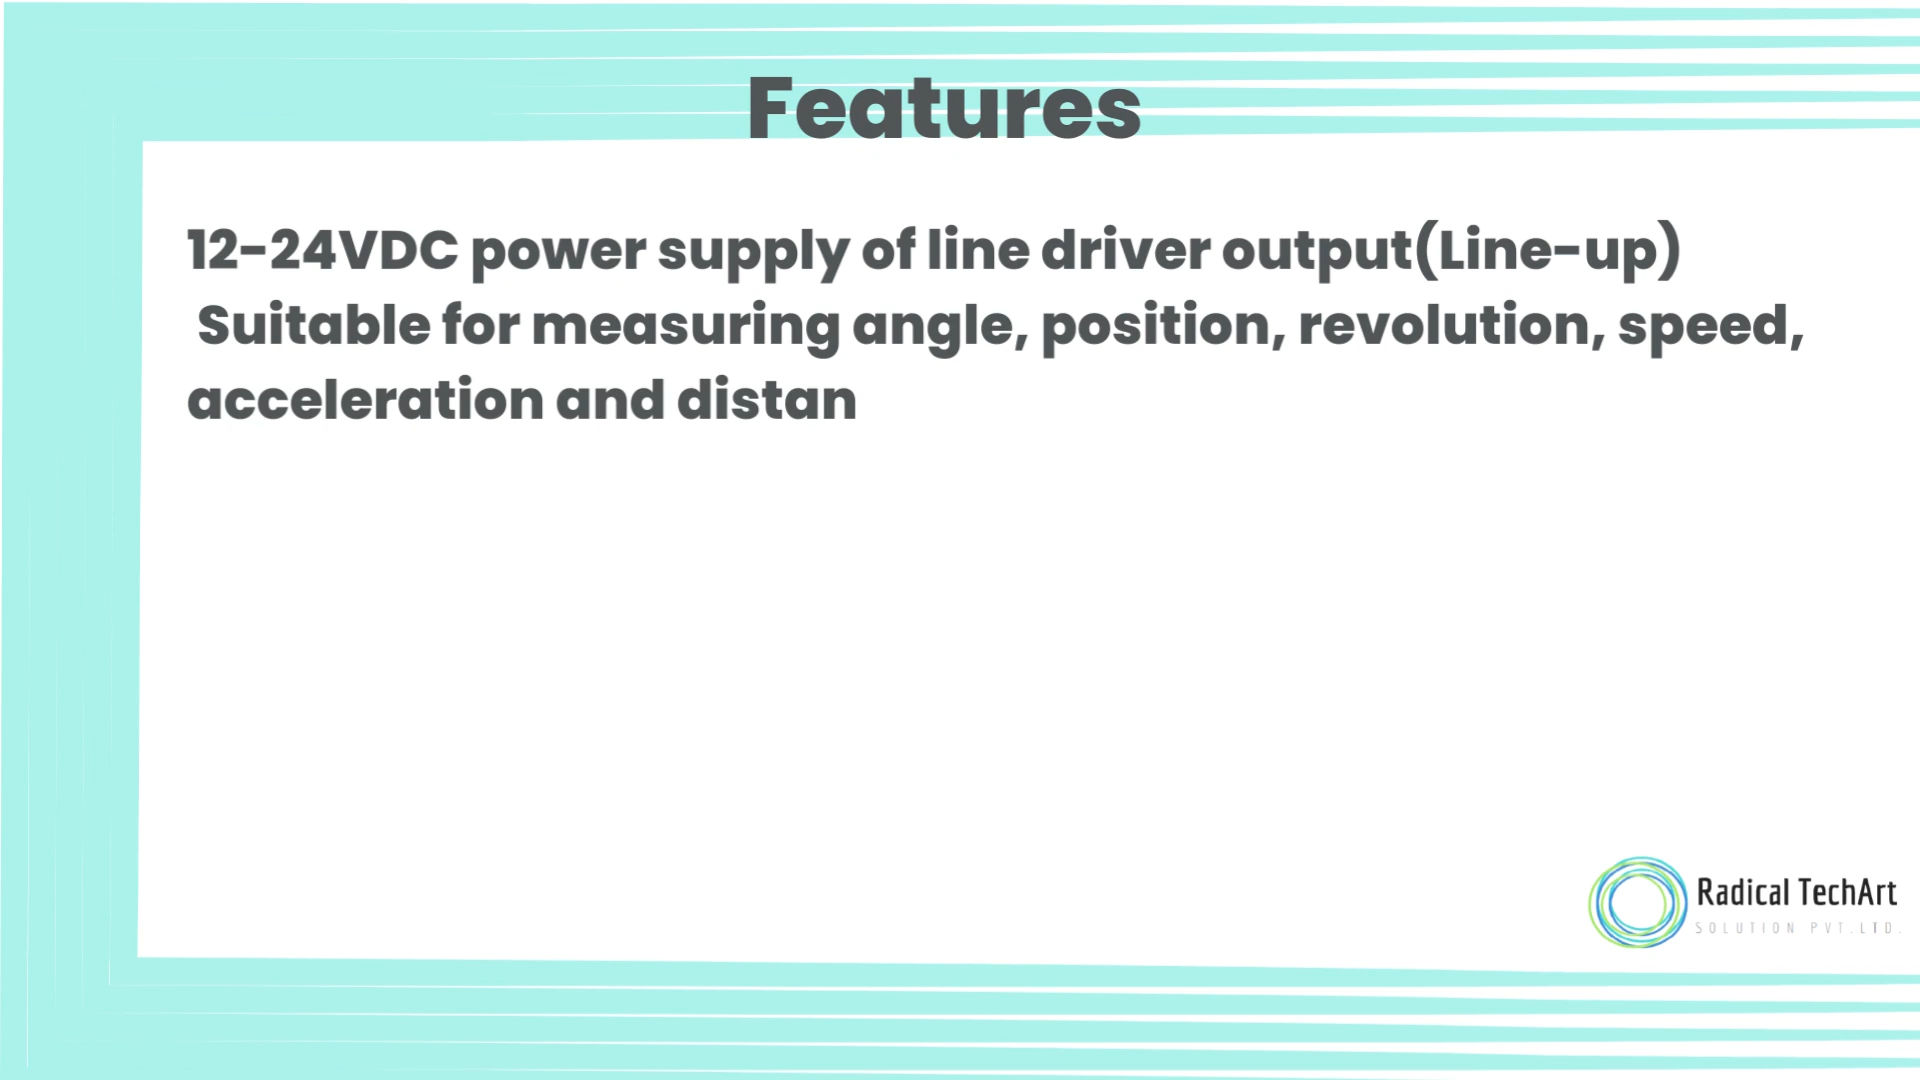 Features
12-24VDC power supply of line driver output(Line-up)
Suitable for measuring angle, position, revolution, speed,
acceleration and distan
Radical TechArt
SOLUTION PVT.LTD.